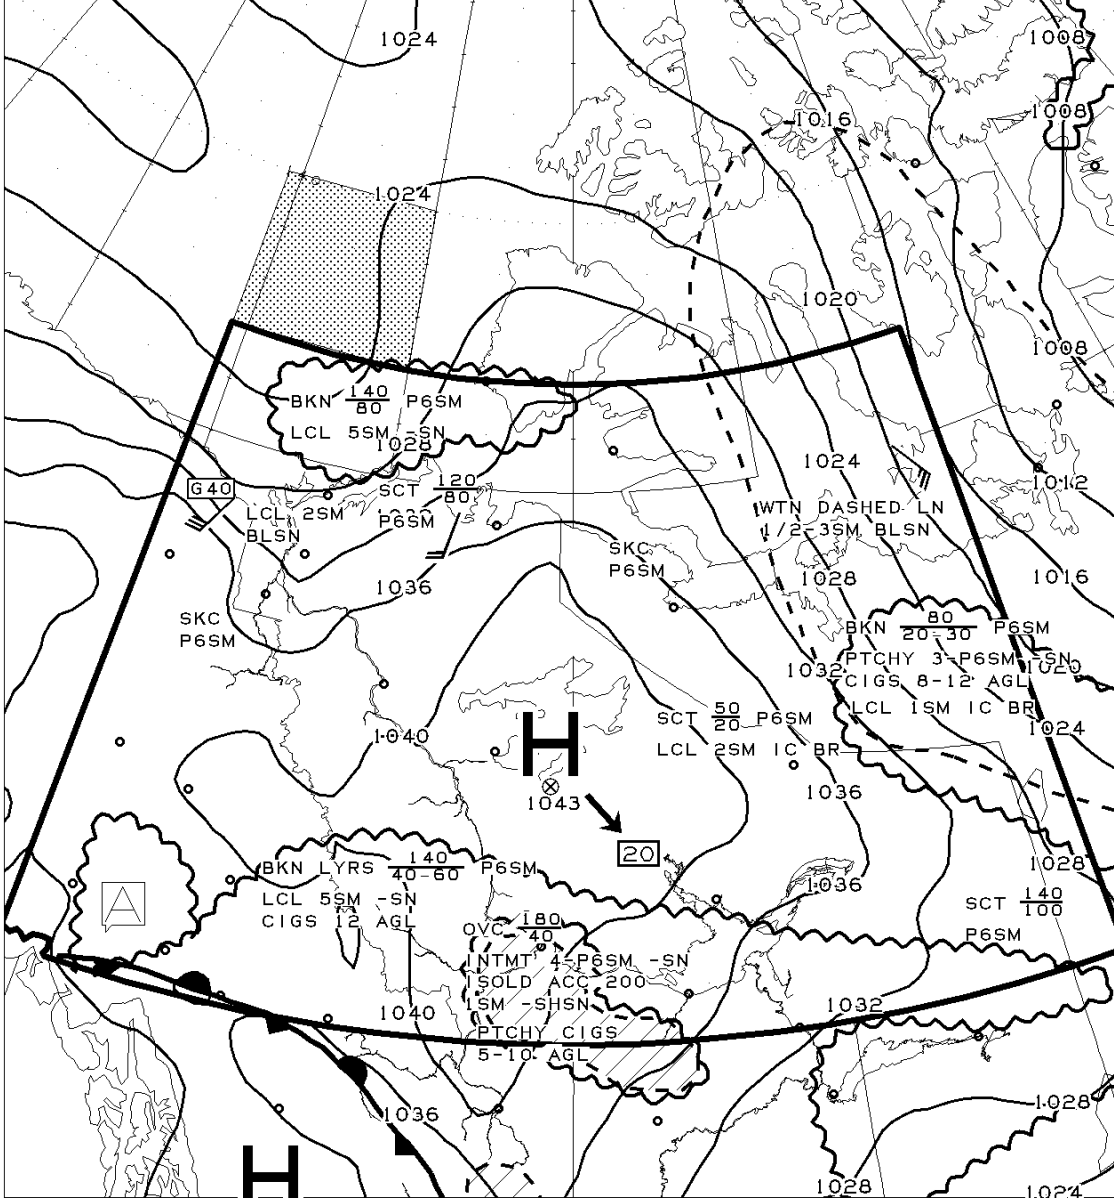 1024
1008
1008
1016
1024
1020
1008
BKN 140/80 P6SM
LCL 5SM -SN
1028
1024
G40
SCT 120/80
P6SM
LCL 2SM
BLSN
1012
WTN DASHED LN
1/2-3SM BLSN
SKC
P6SM
1036
1028
1016
SKC
P6SM
BKN 80/20-30 P6SM
PTCHY 3-P6SM -SN
CIGS 8-12 AGL
LCL 1SM IC BR
1032
1020
SCT 50/20 P6SM
LCL 2SM IC BR
1024
1040
H
1043
1036
20
BKN LYRS 140/40-60 P6SM
LCL 5SM -SN
CIGS 12 AGL
1028
1036
A
SCT 140/100
P6SM
OVC 180/40
INTMT 4-P6SM -SN
ISOLD ACC 200
1SM -SHSN
PTCHY CIGS
5-10 AGL
1040
1032
1036
1028
H
1028
1024